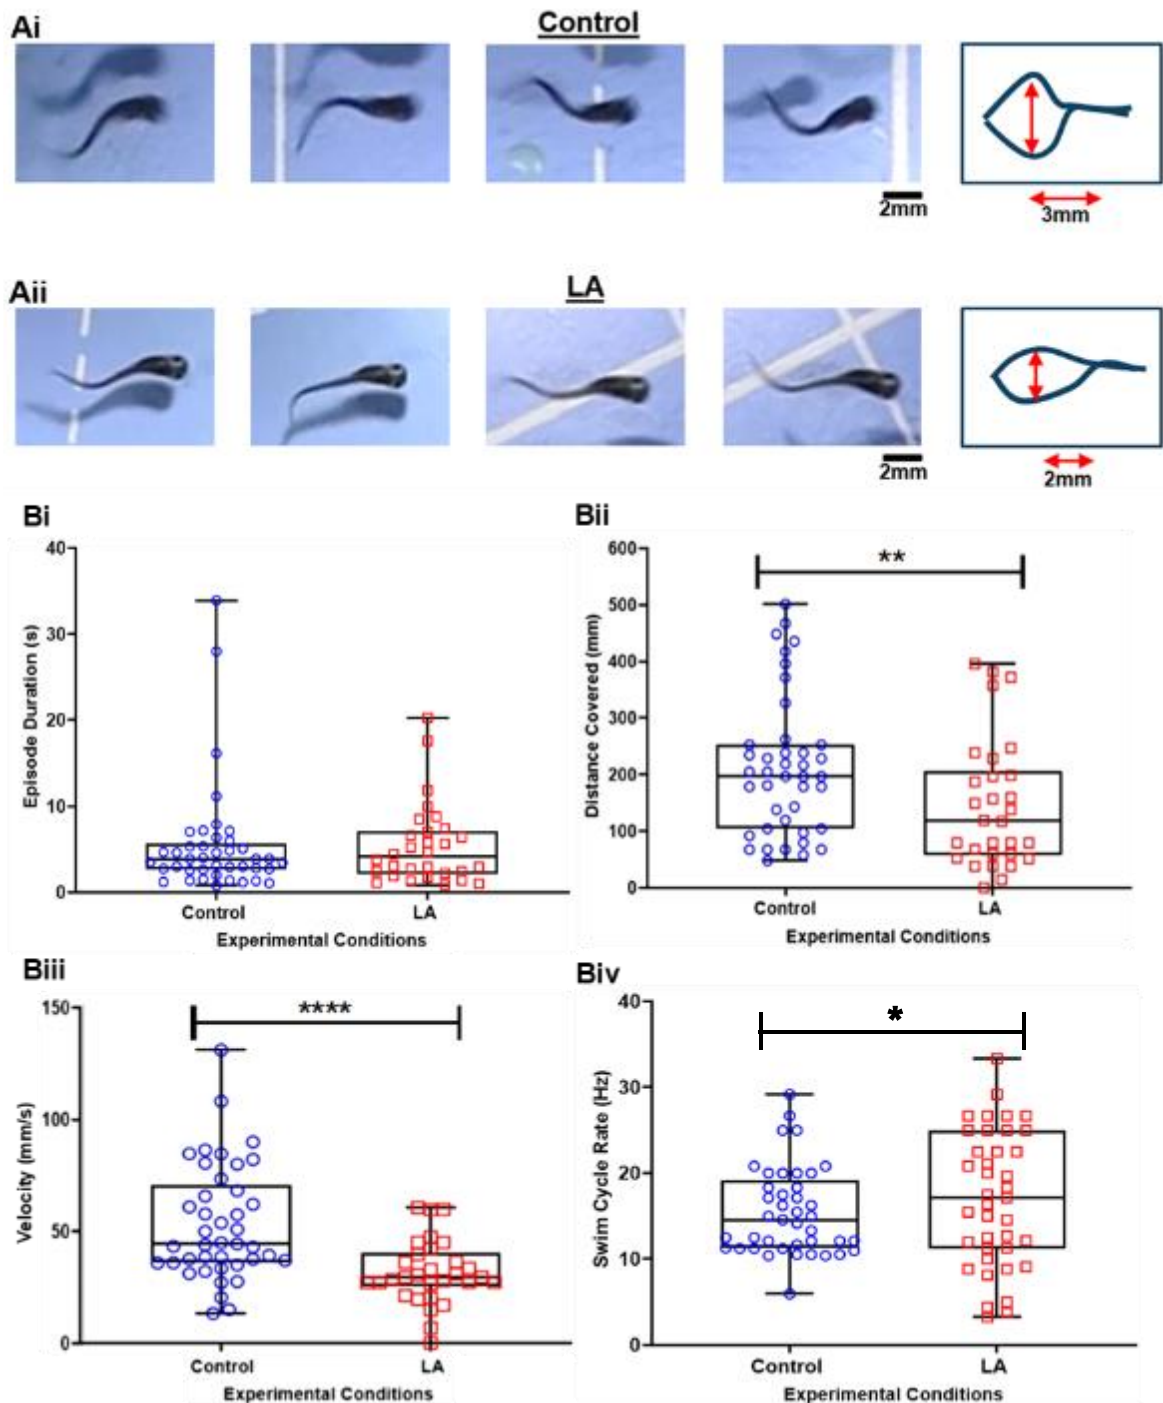 Ai
Control
2mm
3mm
Aii
LA
2mm
2mm
Bi
40
30
20
10
0
Episode Duration (s)
Control
LA
Experimental Conditions
Bii
600
500
400
300
200
100
0
Distance Covered (mm)
**
Control
LA
Experimental Conditions
Biii
150
100
50
0
Velocity (mm/s)
****
Control
LA
Experimental Conditions
Biv
40
30
20
10
0
Swim Cycle Rate (Hz)
*
Control
LA
Experimental Conditions